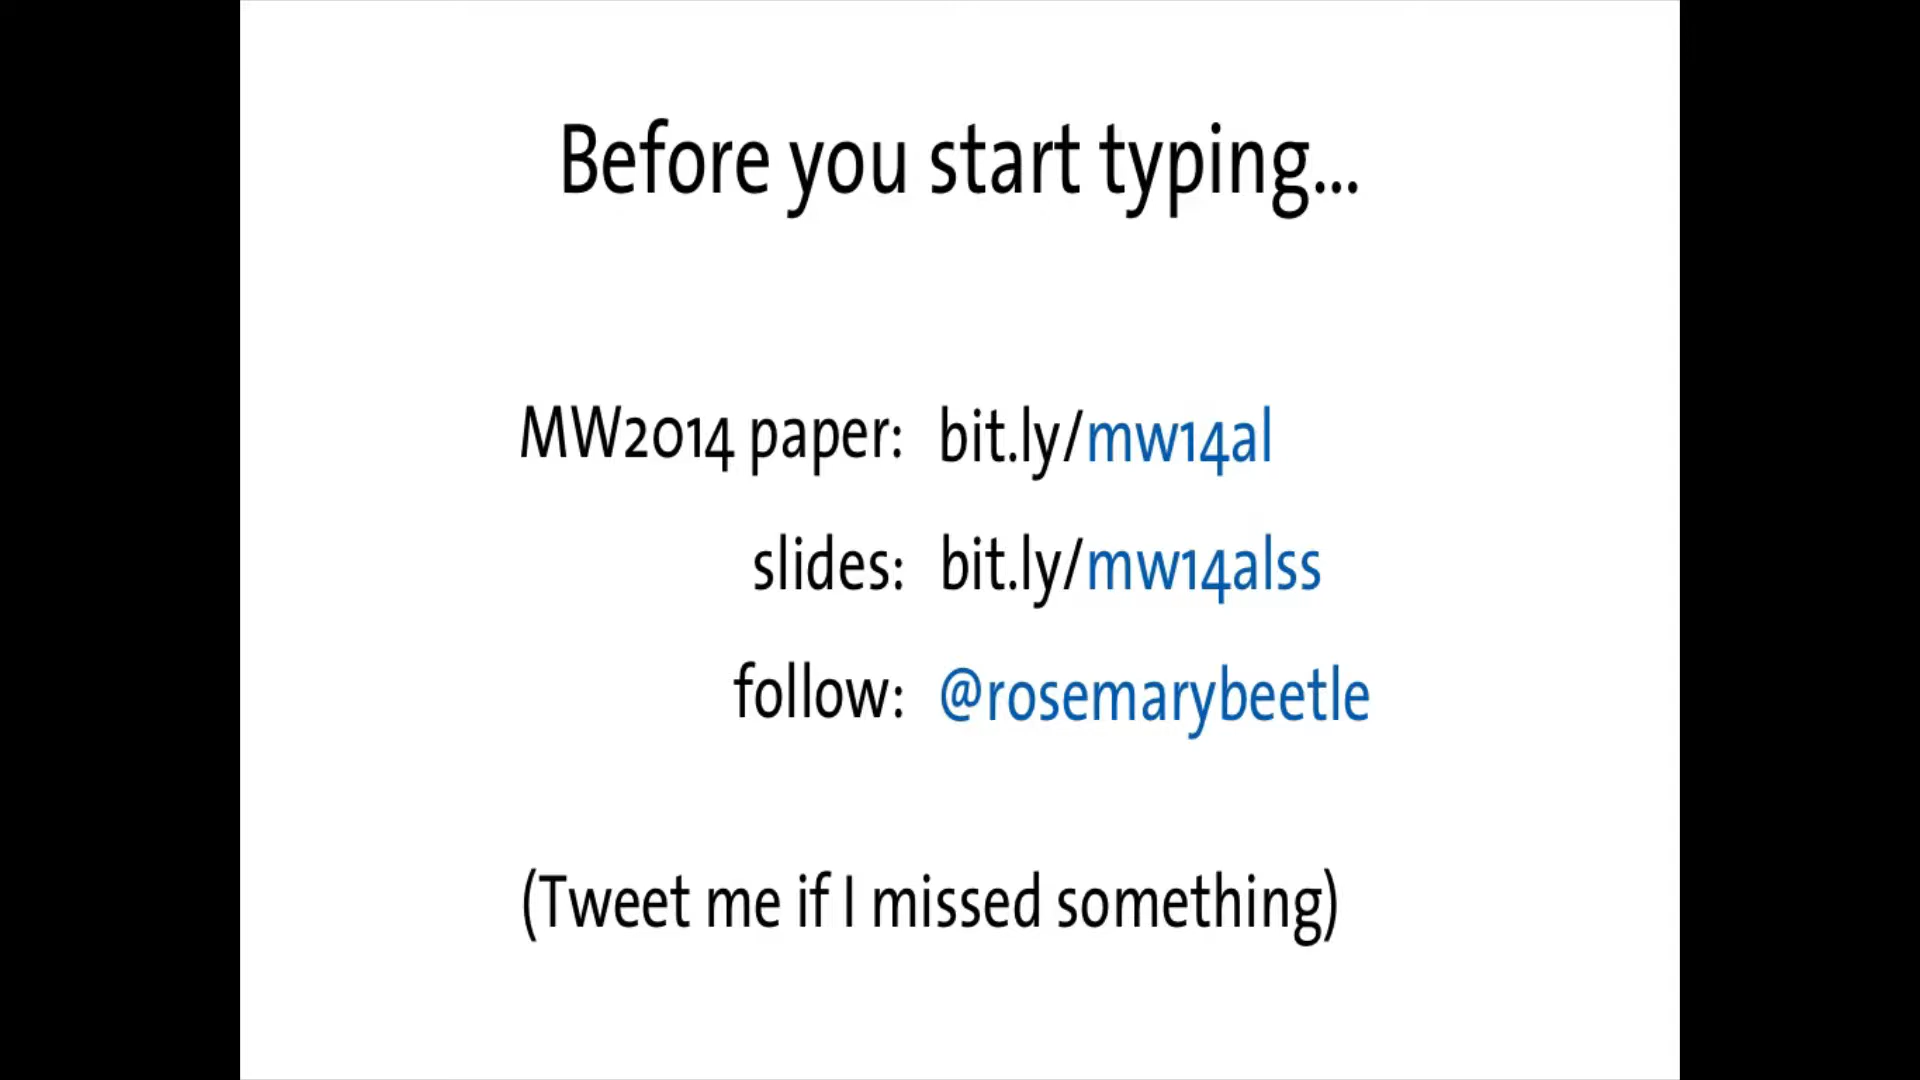 Before you start typing...
MW2014 paper: bit.ly/mw14al
slides: bit.ly/mw14alss
follow: @rosemarybeetle
(Tweet me if I missed something)